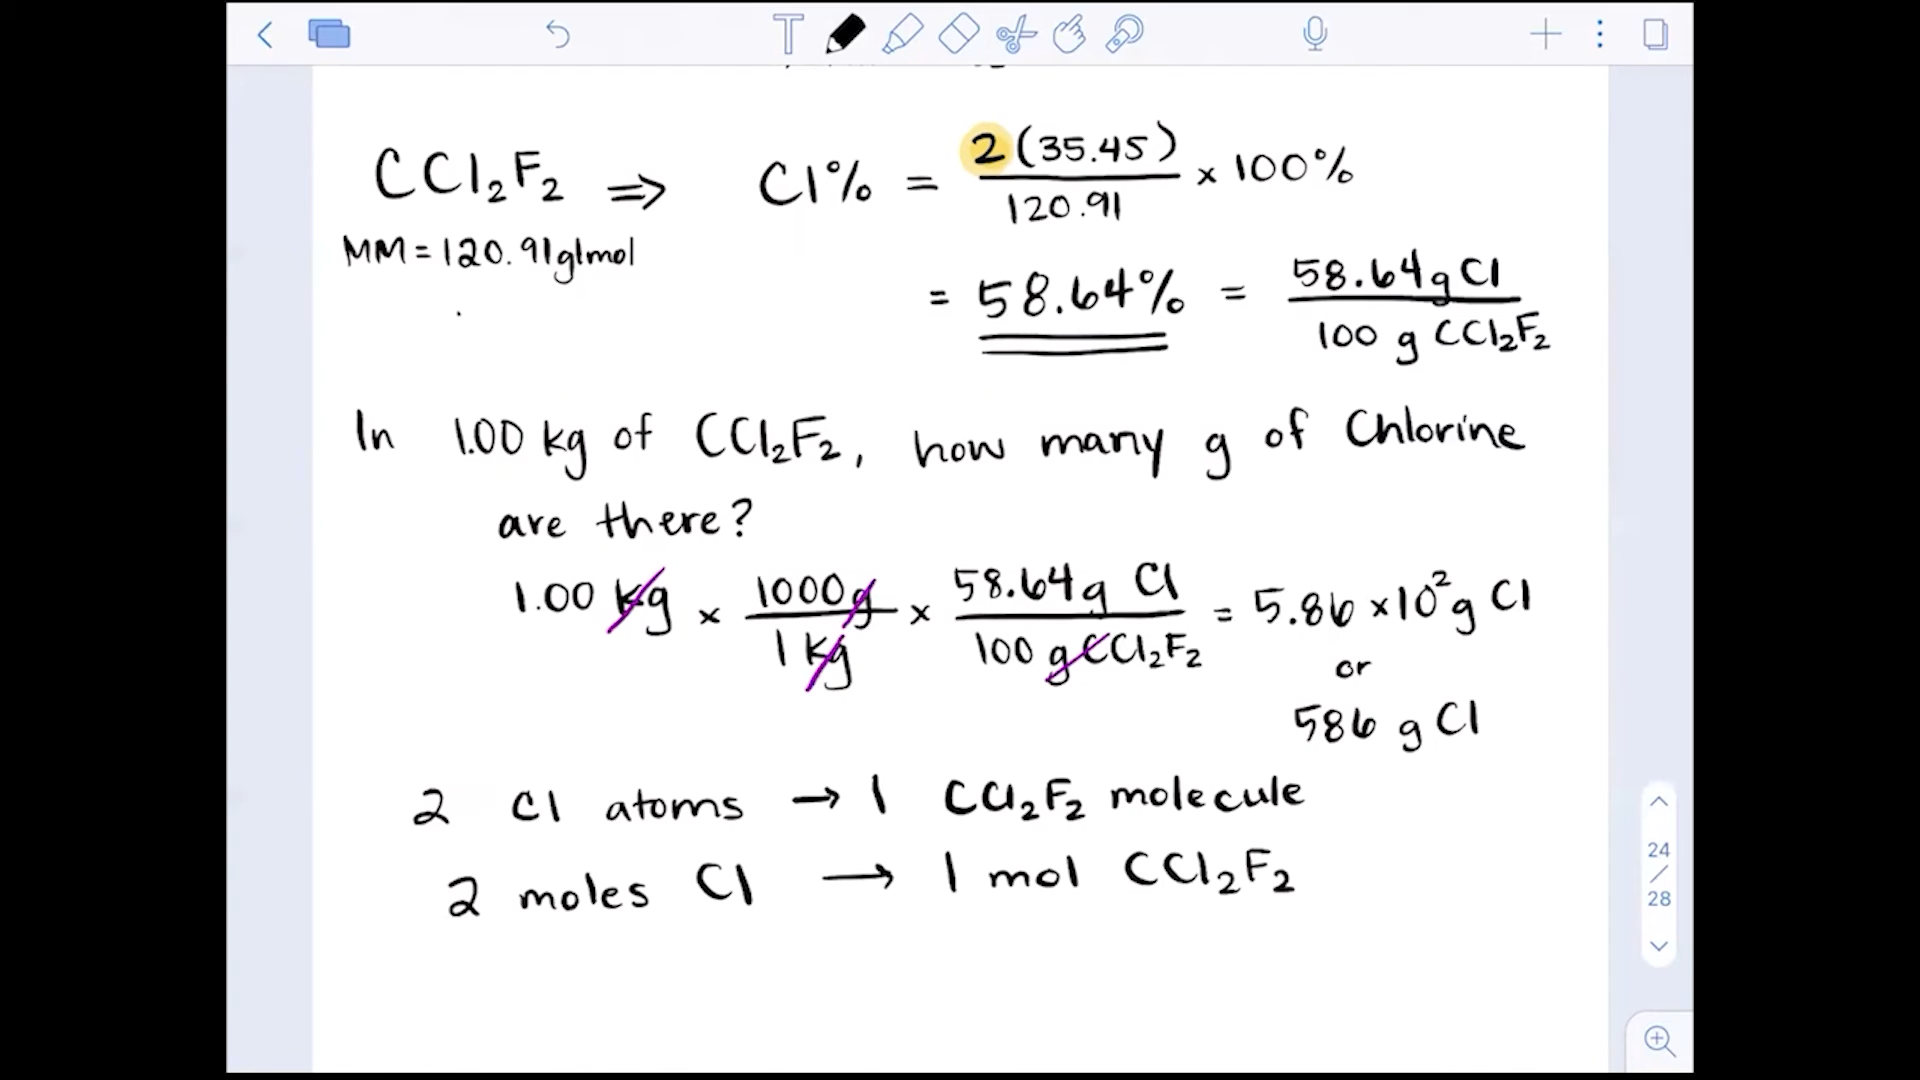 CCl₂F₂ ⇒ Cl% = 2(35.45)/120.91 × 100%
MM = 120.91 g/mol
= 58.64% = 58.64 g Cl/100 g CCl₂F₂
In 1.00 kg of CCl₂F₂, how many g of Chlorine
are there?
1.00 kg × 1000 g/1 kg × 58.64 g Cl/100 g CCl₂F₂ = 5.86 × 10² g Cl
or
586 g Cl
2 Cl atoms → 1 CCl₂F₂ molecule
2 moles Cl → 1 mol CCl₂F₂
24
/
28